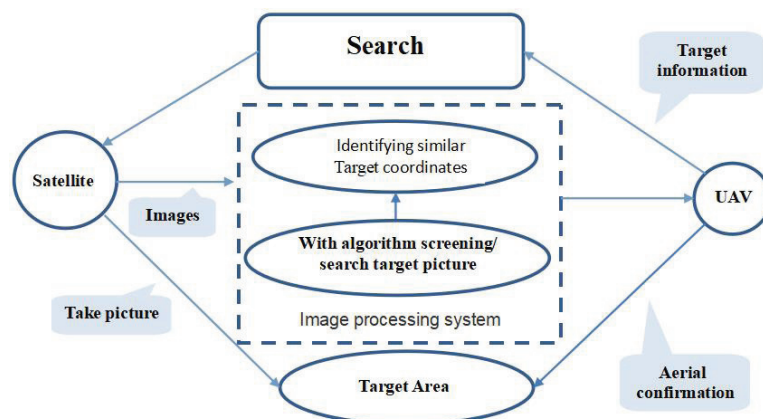 Search
Target
information
Identifying similar
Target coordinates
Satellite
UAV
Images
With algorithm screening/
search target picture
Take picture
Image processing system
Target Area
Aerial
confirmation